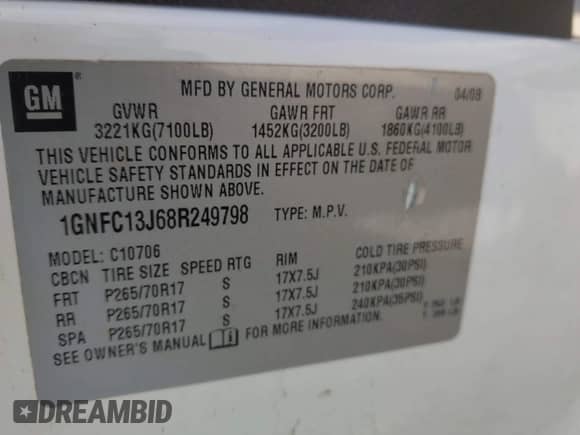 GM
®
MFD BY GENERAL MOTORS CORP. 04/08
GVWR GAWR FRT GAWR RR
3221KG(7100LB) 1452KG(3200LB) 1860KG(4100LB)
THIS VEHICLE CONFORMS TO ALL APPLICABLE U.S. FEDERAL MOTOR
VEHICLE SAFETY STANDARDS IN EFFECT ON THE DATE OF
MANUFACTURE SHOWN ABOVE.
1GNFC13J68R249798 TYPE: M.P.V.
MODEL: C10706
CBCN TIRE SIZE SPEED RTG RIM COLD TIRE PRESSURE
FRT P265/70R17 S 17X7.5J 210KPA(30PSI)
RR P265/70R17 S 17X7.5J 210KPA(30PSI)
SPA P265/70R17 S 17X7.5J 240KPA(35PSI)
SEE OWNER'S MANUAL FOR MORE INFORMATION.
DREAMBID